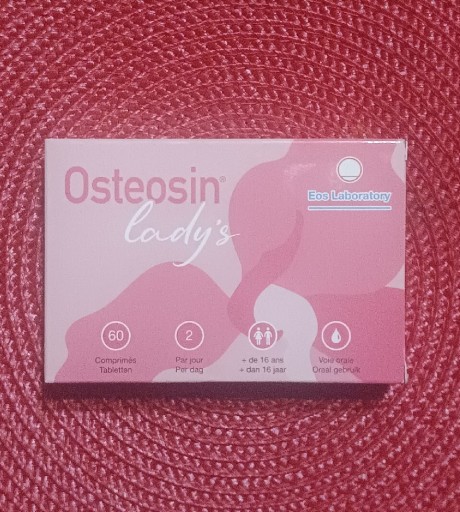 Osteosin®
lady's
Eos Laboratory
60
Comprimés
Tabletten
2
Par jour
Per dag
+ de 16 ans
+ dan 16 jaar
Voie orale
Oraal gebruik